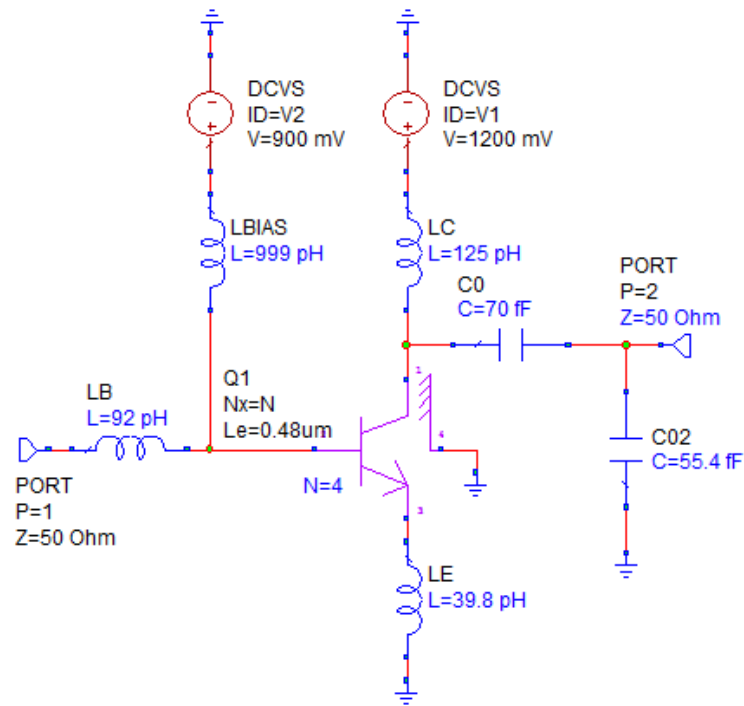 DCVS
ID=V2
V=900 mV
DCVS
ID=V1
V=1200 mV
LBIAS
L=999 pH
LC
L=125 pH
C0
C=70 fF
PORT
P=2
Z=50 Ohm
LB
L=92 pH
Q1
Nx=N
Le=0.48um
1
4
3
N=4
PORT
P=1
Z=50 Ohm
C02
C=55.4 fF
LE
L=39.8 pH